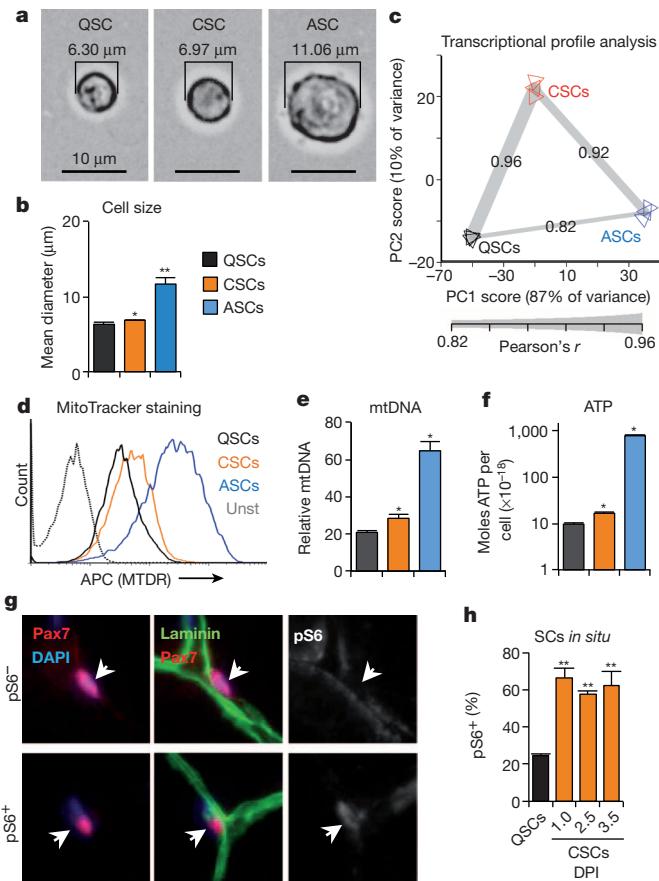 a
QSC
CSC
ASC
6.30 μm
6.97 μm
11.06 μm
10 μm
b
Cell size
Mean diameter (μm)
20
10
0
*
**
QSCs
CSCs
ASCs
c
Transcriptional profile analysis
PC2 score (10% of variance)
20
0
−20
CSCs
0.96
0.92
0.82
QSCs
ASCs
−70
−30
10
30
PC1 score (87% of variance)
0.82
0.96
Pearson's r
d
MitoTracker staining
Count
QSCs
CSCs
ASCs
Unst
APC (MTDR)
e
mtDNA
Relative mtDNA
80
60
40
20
0
*
*
f
ATP
Moles ATP per
cell (×10⁻¹⁸)
1,000
100
10
1
*
*
g
pS6⁻
Pax7
DAPI
Laminin
Pax7
pS6
pS6⁺
h
SCs in situ
pS6⁺ (%)
80
60
40
20
0
**
**
**
QSCs
1.0
2.5
3.5
CSCs
DPI